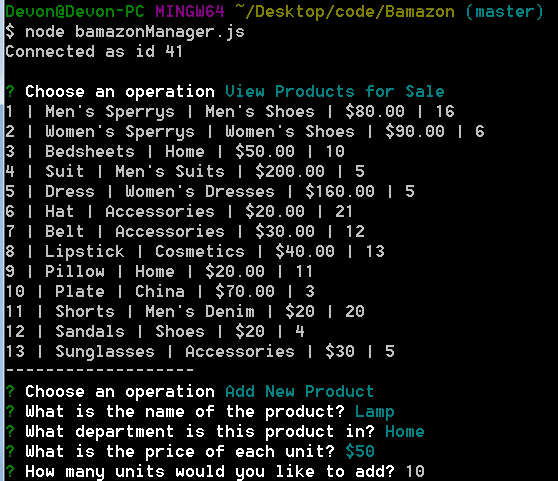 Devon@Devon-PC MINGW64 ~/Desktop/code/Bamazon (master)
$ node bamazonManager.js
Connected as id 41
? Choose an operation View Products for Sale
1 | Men's Sperrys | Men's Shoes | $80.00 | 16
2 | Women's Sperrys | Women's Shoes | $90.00 | 6
3 | Bedsheets | Home | $50.00 | 10
4 | Suit | Men's Suits | $200.00 | 5
5 | Dress | Women's Dresses | $160.00 | 5
6 | Hat | Accessories | $20.00 | 21
7 | Belt | Accessories | $30.00 | 12
8 | Lipstick | Cosmetics | $40.00 | 13
9 | Pillow | Home | $20.00 | 11
10 | Plate | China | $70.00 | 3
11 | Shorts | Men's Denim | $20 | 20
12 | Sandals | Shoes | $20 | 4
13 | Sunglasses | Accessories | $30 | 5
-------------------
? Choose an operation Add New Product
? What is the name of the product? Lamp
? What department is this product in? Home
? What is the price of each unit? $50
? How many units would you like to add? 10